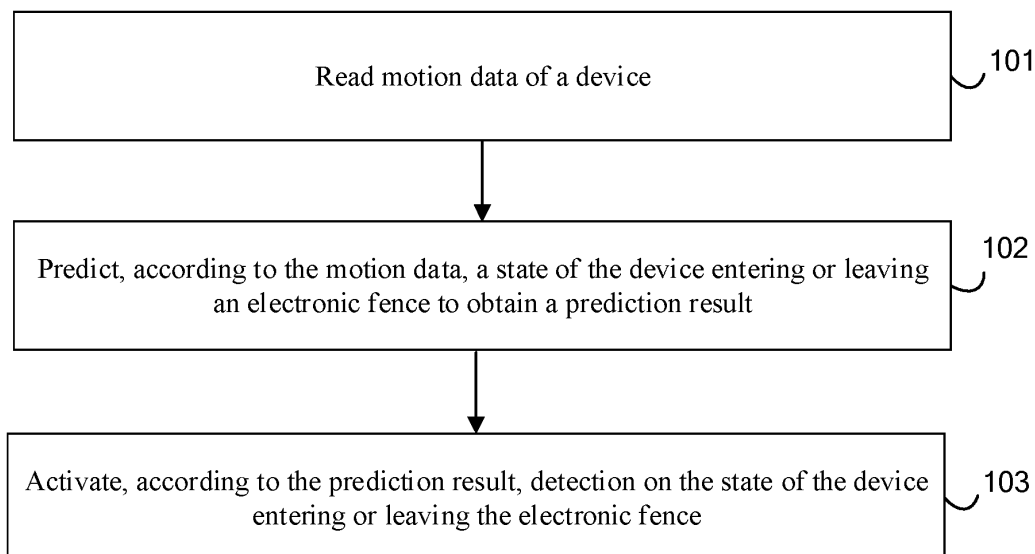 Read motion data of a device
101
Predict, according to the motion data, a state of the device entering or leaving
an electronic fence to obtain a prediction result
102
Activate, according to the prediction result, detection on the state of the device
entering or leaving the electronic fence
103